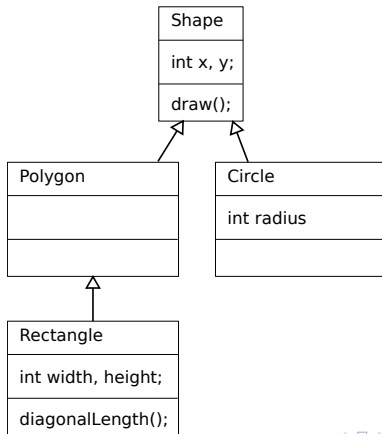 Shape
int x, y;
draw();
Polygon
Circle
int radius
Rectangle
int width, height;
diagonalLength();